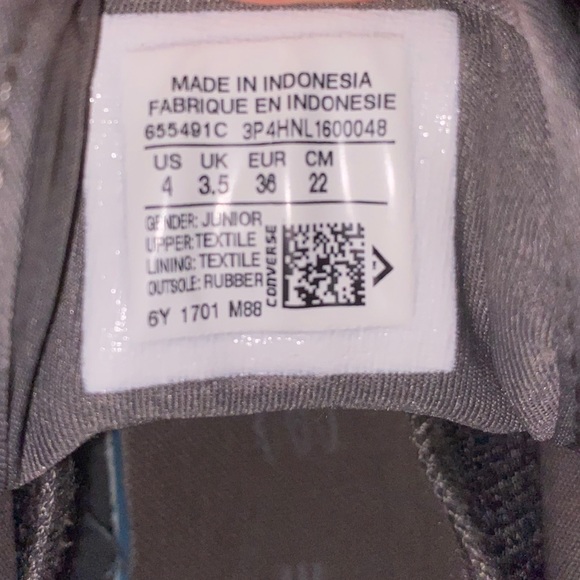 MADE IN INDONESIA
FABRIQUE EN INDONESIE
655491C 3P4HNL1600048
US UK EUR CM
4 3.5 36 22
GENDER: JUNIOR
UPPER: TEXTILE
LINING: TEXTILE
OUTSOLE: RUBBER
CONVERSE
6Y 1701 M88